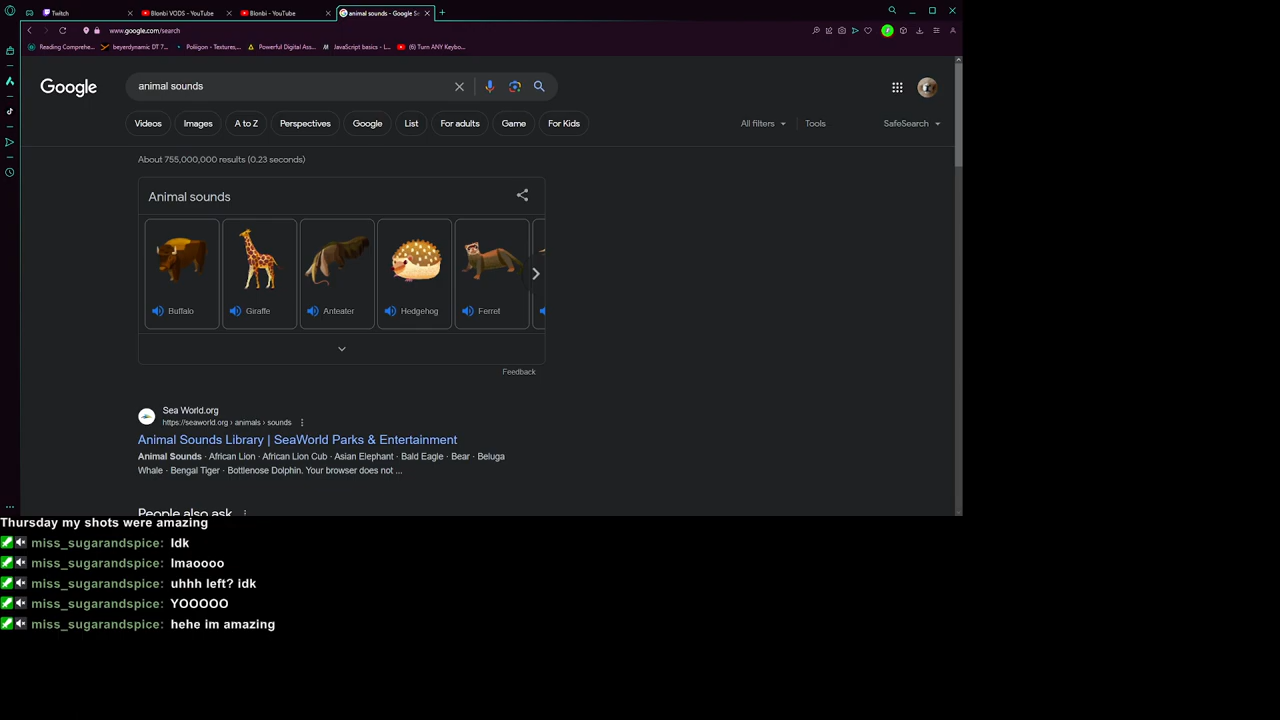 Twitch
Blonbi VODS - YouTube
Blonbi - YouTube
animal sounds - Google Se
www.google.com/search
Reading Comprehe...
beyerdynamic DT 7...
Poliigon - Textures,...
Powerful Digital Ass...
JavaScript basics - L...
(6) Turn ANY Keybo...
Google
animal sounds
Videos
Images
A to Z
Perspectives
Google
List
For adults
Game
For Kids
All filters
Tools
SafeSearch
About 755,000,000 results (0.23 seconds)
Animal sounds
Buffalo
Giraffe
Anteater
Hedgehog
Ferret
Feedback
Sea World.org
https://seaworld.org › animals › sounds
Animal Sounds Library | SeaWorld Parks & Entertainment
Animal Sounds · African Lion · African Lion Cub · Asian Elephant · Bald Eagle · Bear · Beluga
Whale · Bengal Tiger · Bottlenose Dolphin. Your browser does not ...
People also ask
Thursday my shots were amazing
miss_sugarandspice: Idk
miss_sugarandspice: lmaoooo
miss_sugarandspice: uhhh left? idk
miss_sugarandspice: YOOOOO
miss_sugarandspice: hehe im amazing